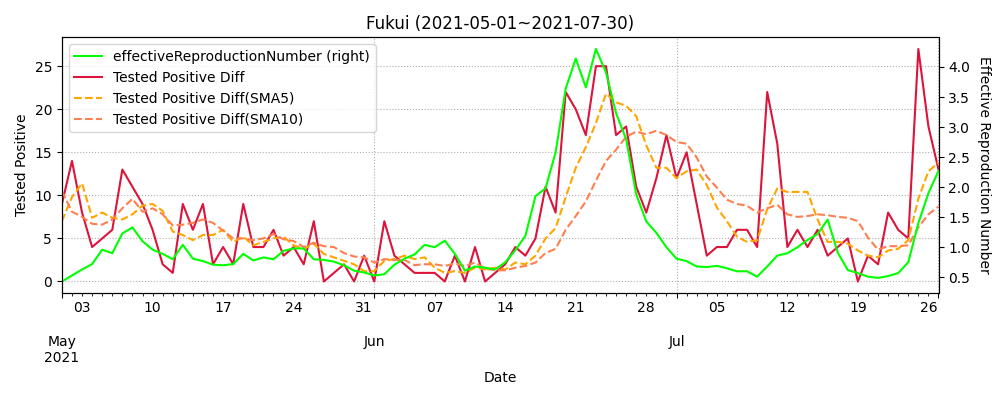 Fukui (2021-05-01~2021-07-30)
effectiveReproductionNumber (right)
Tested Positive Diff
Tested Positive Diff(SMA5)
Tested Positive Diff(SMA10)
Tested Positive
25
20
15
10
5
0
4.0
3.5
3.0
2.5
2.0
1.5
1.0
0.5
Effective Reproduction Number
03 10 17 24 31 07 14 21 28 05 12 19 26
May Jun Jul
2021
Date